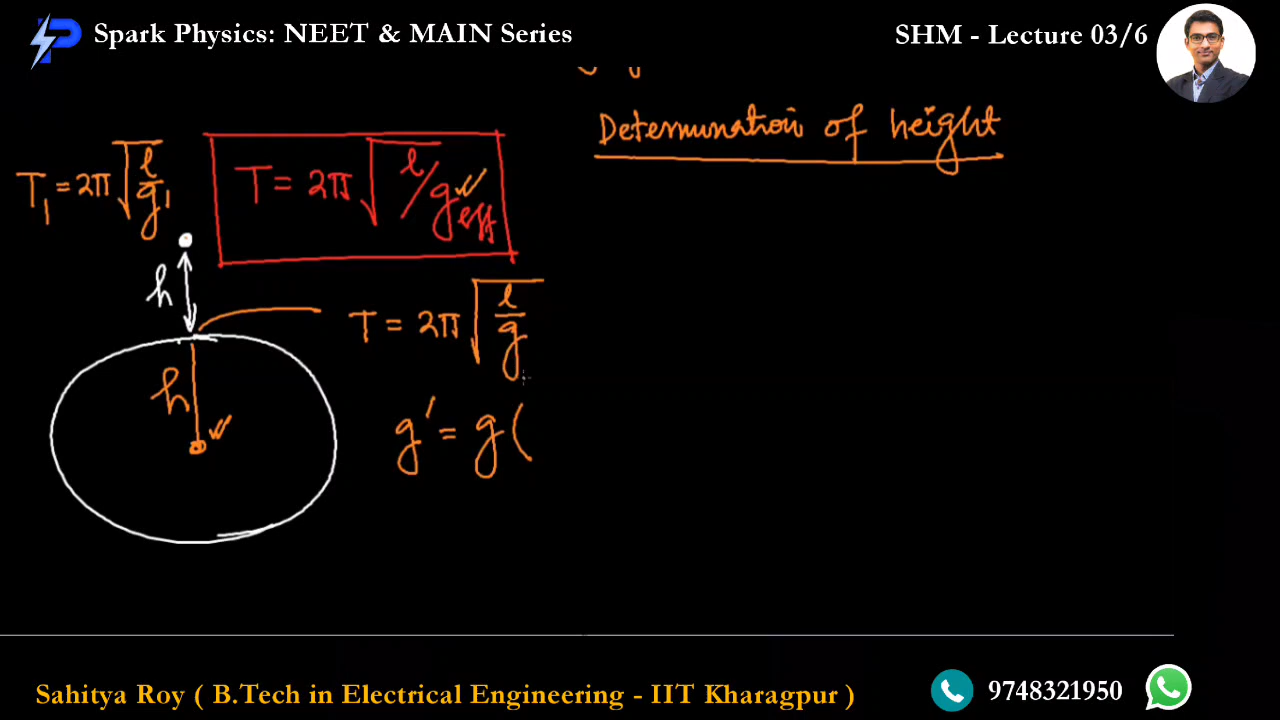 Spark Physics: NEET & MAIN Series
SHM - Lecture 03/6
Determination of height
T₁ = 2π√(l/g₁)
T = 2π√(l/g_eff)
h
T = 2π√(l/g)
h
g' = g(
Sahitya Roy ( B.Tech in Electrical Engineering - IIT Kharagpur )
9748321950